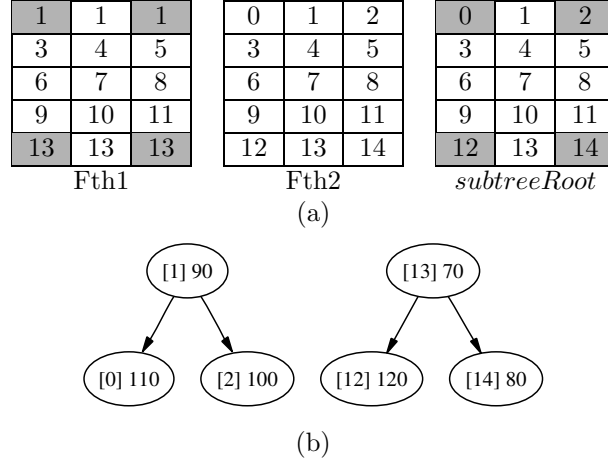 1 1 1 0 1 2 0 1 2
3 4 5 3 4 5 3 4 5
6 7 8 6 7 8 6 7 8
9 10 11 9 10 11 9 10 11
13 13 13 12 13 14 12 13 14
Fth1 Fth2 subtreeRoot
(a)
[1] 90 [13] 70
[0] 110 [2] 100 [12] 120 [14] 80
(b)